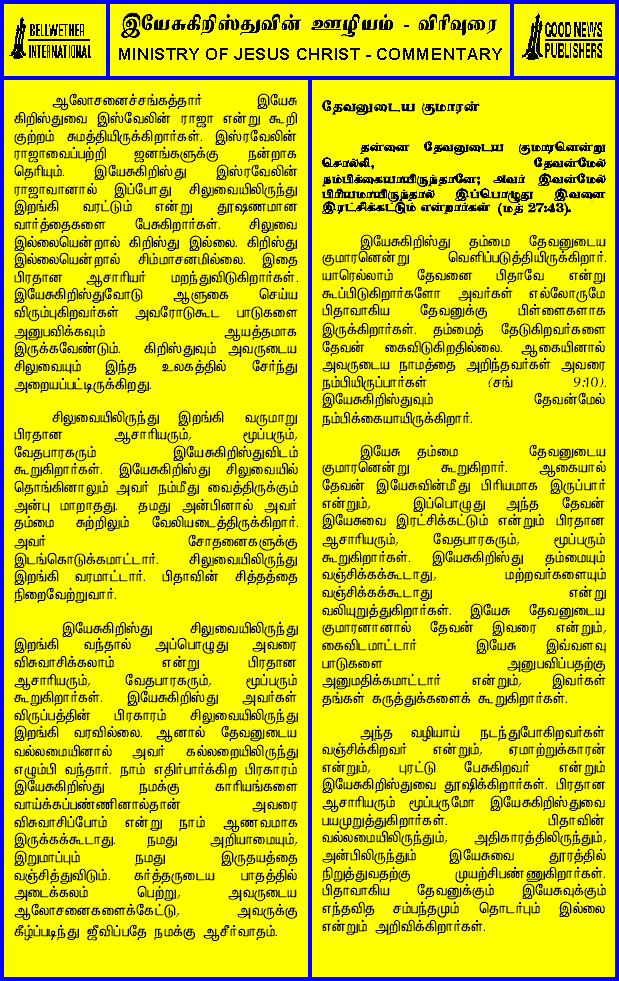 BELLWETHER
INTERNATIONAL
இயேசுகிறிஸ்துவின் ஊழியம் - விரிவுரை
MINISTRY OF JESUS CHRIST - COMMENTARY
GOOD NEWS
PUBLISHERS
ஆலோசனைச்சங்கத்தார் இயேசு
கிறிஸ்துவை இஸ்வேலின் ராஜா என்று கூறி
குற்றம் சுமத்தியிருக்கிறார்கள். இஸ்ரவேலின்
ராஜாவைப்பற்றி ஜனங்களுக்கு நன்றாக
தெரியும். இயேசுகிறிஸ்து இஸ்ரவேலின்
ராஜாவானால் இப்போது சிலுவையிலிருந்து
இறங்கி வரட்டும் என்று தூஷணமான
வார்த்தைகளை பேசுகிறார்கள். சிலுவை
இல்லையென்றால் கிறிஸ்து இல்லை. கிறிஸ்து
இல்லையென்றால் சிம்மாசனமில்லை. இதை
பிரதான ஆசாரியர் மறந்துவிடுகிறார்கள்.
இயேசுகிறிஸ்துவோடு ஆளுகை செய்ய
விரும்புகிறவர்கள் அவரோடுகூட பாடுகளை
அனுபவிக்கவும் ஆயத்தமாக
இருக்கவேண்டும். கிறிஸ்துவும் அவருடைய
சிலுவையும் இந்த உலகத்தில் சேர்ந்து
அறையப்பட்டிருக்கிறது.
சிலுவையிலிருந்து இறங்கி வருமாறு
பிரதான ஆசாரியரும், மூப்பரும்,
வேதபாரகரும் இயேசுகிறிஸ்துவிடம்
கூறுகிறார்கள். இயேசுகிறிஸ்து சிலுவையில்
தொங்கினாலும் அவர் நம்மீது வைத்திருக்கும்
அன்பு மாறாதது. தமது அன்பினால் அவர்
தம்மை சுற்றிலும் வேலியடைத்திருக்கிறார்.
அவர் சோதனைகளுக்கு
இடங்கொடுக்கமாட்டார். சிலுவையிலிருந்து
இறங்கி வரமாட்டார். பிதாவின் சித்தத்தை
நிறைவேற்றுவார்.
இயேசுகிறிஸ்து சிலுவையிலிருந்து
இறங்கி வந்தால் அப்பொழுது அவரை
விசுவாசிக்கலாம் என்று பிரதான
ஆசாரியரும், வேதபாரகரும், மூப்பரும்
கூறுகிறார்கள். இயேசுகிறிஸ்து அவர்கள்
விருப்பத்தின் பிரகாரம் சிலுவையிலிருந்து
இறங்கி வரவில்லை. ஆனால் தேவனுடைய
வல்லமையினால் அவர் கல்லறையிலிருந்து
எழும்பி வந்தார். நாம் எதிர்பார்க்கிற பிரகாரம்
இயேசுகிறிஸ்து நமக்கு காரியங்களை
வாய்க்கப்பண்ணினால்தான் அவரை
விசுவாசிப்போம் என்று நாம் ஆணவமாக
இருக்கக்கூடாது. நமது அறியாமையும்,
இறுமாப்பும் நமது இருதயத்தை
வஞ்சித்துவிடும். கர்த்தருடைய பாதத்தில்
அடைக்கலம் பெற்று, அவருடைய
ஆலோசனைகளைக்கேட்டு, அவருக்கு
கீழ்ப்படிந்து ஜீவிப்பதே நமக்கு ஆசீர்வாதம்.
தேவனுடைய குமாரன்
தன்னை தேவனுடைய குமாரனென்று
சொல்லி, தேவன்மேல்
நம்பிக்கையாயிருந்தானே; அவர் இவன்மேல்
பிரியமாயிருந்தால் இப்பொழுது இவனை
இரட்சிக்கட்டும் என்றார்கள் (மத் 27:43).
இயேசுகிறிஸ்து தம்மை தேவனுடைய
குமாரனென்று வெளிப்படுத்தியிருக்கிறார்.
யாரெல்லாம் தேவனை பிதாவே என்று
கூப்பிடுகிறார்களோ அவர்கள் எல்லோருமே
பிதாவாகிய தேவனுக்கு பிள்ளைகளாக
இருக்கிறார்கள். தம்மைத் தேடுகிறவர்களை
தேவன் கைவிடுகிறதில்லை. ஆகையினால்
அவருடைய நாமத்தை அறிந்தவர்கள் அவரை
நம்பியிருப்பார்கள் (சங் 9:10).
இயேசுகிறிஸ்துவும் தேவன்மேல்
நம்பிக்கையாயிருக்கிறார்.
இயேசு தம்மை தேவனுடைய
குமாரனென்று கூறுகிறார். ஆகையால்
தேவன் இயேசுவின்மீது பிரியமாக இருப்பார்
என்றும், இப்பொழுது அந்த தேவன்
இயேசுவை இரட்சிக்கட்டும் என்றும் பிரதான
ஆசாரியரும், வேதபாரகரும், மூப்பரும்
கூறுகிறார்கள். இயேசுகிறிஸ்து தம்மையும்
வஞ்சிக்கக்கூடாது, மற்றவர்களையும்
வஞ்சிக்கக்கூடாது என்று
வலியுறுத்துகிறார்கள். இயேசு தேவனுடைய
குமாரனானால் தேவன் இவரை என்றும்,
கைவிடமாட்டார் இயேசு இவ்வளவு
பாடுகளை அனுபவிப்பதற்கு
அனுமதிக்கமாட்டார் என்றும், இவர்கள்
தங்கள் கருத்துக்களைக் கூறுகிறார்கள்.
அந்த வழியாய் நடந்துபோகிறவர்கள்
வஞ்சிக்கிறவர் என்றும், ஏமாற்றுக்காரன்
என்றும், புரட்டு பேசுகிறவர் என்றும்
இயேசுகிறிஸ்துவை தூஷிக்கிறார்கள். பிரதான
ஆசாரியரும் மூப்பருமோ இயேசுகிறிஸ்துவை
பயமுறுத்துகிறார்கள். பிதாவின்
வல்லமையிலிருந்தும், அதிகாரத்திலிருந்தும்,
அன்பிலிருந்தும் இயேசுவை தூரத்தில்
நிறுத்துவதற்கு முயற்சிபண்ணுகிறார்கள்.
பிதாவாகிய தேவனுக்கும் இயேசுவுக்கும்
எந்தவித சம்பந்தமும் தொடர்பும் இல்லை
என்றும் அறிவிக்கிறார்கள்.